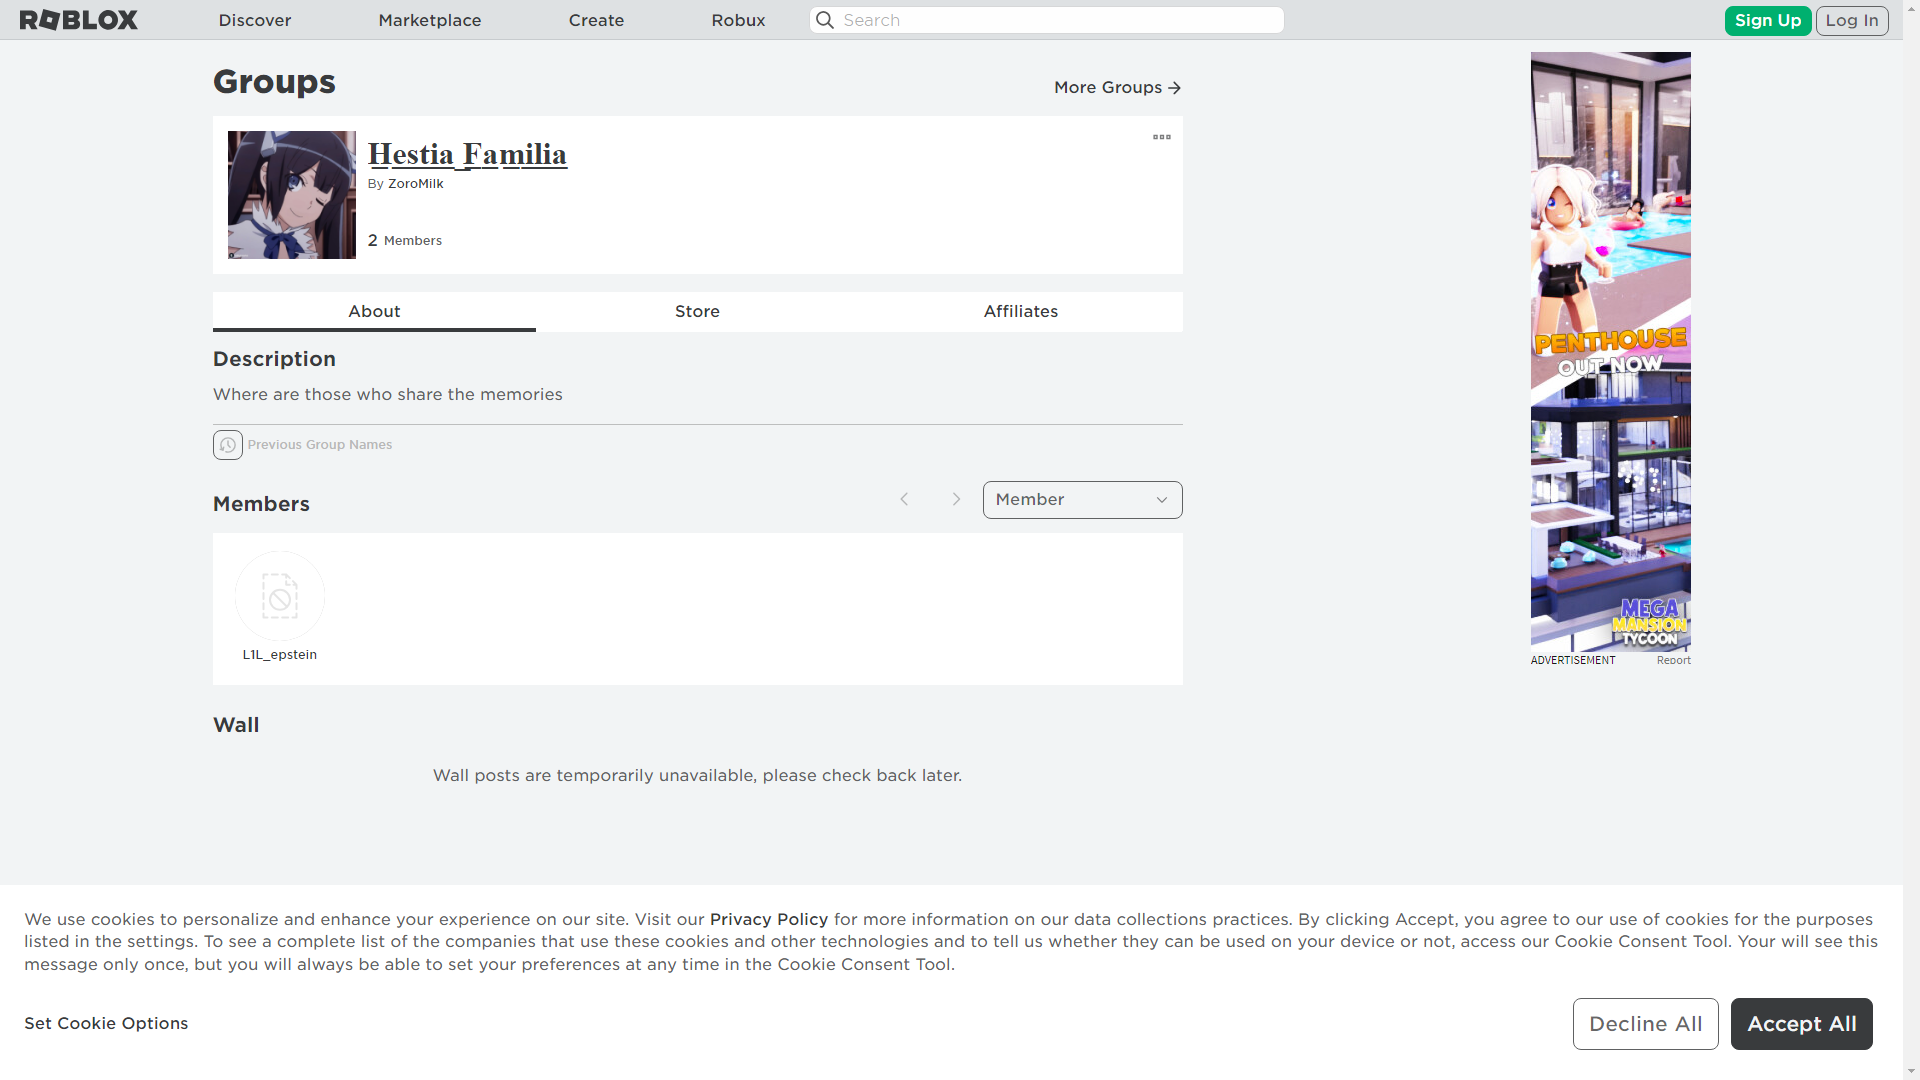 ROBLOX
Discover
Marketplace
Create
Robux
Search
Sign Up
Log In
Groups
More Groups
Hestia_Familia
By ZoroMilk
2 Members
About
Store
Affiliates
Description
Where are those who share the memories
Previous Group Names
Members
Member
L1L_epstein
Wall
Wall posts are temporarily unavailable, please check back later.
PENTHOUSE
OUT NOW
MEGA
MANSION
TYCOON
ADVERTISEMENT
Report
We use cookies to personalize and enhance your experience on our site. Visit our Privacy Policy for more information on our data collections practices. By clicking Accept, you agree to our use of cookies for the purposes
listed in the settings. To see a complete list of the companies that use these cookies and other technologies and to tell us whether they can be used on your device or not, access our Cookie Consent Tool. Your will see this
message only once, but you will always be able to set your preferences at any time in the Cookie Consent Tool.
Set Cookie Options
Decline All
Accept All